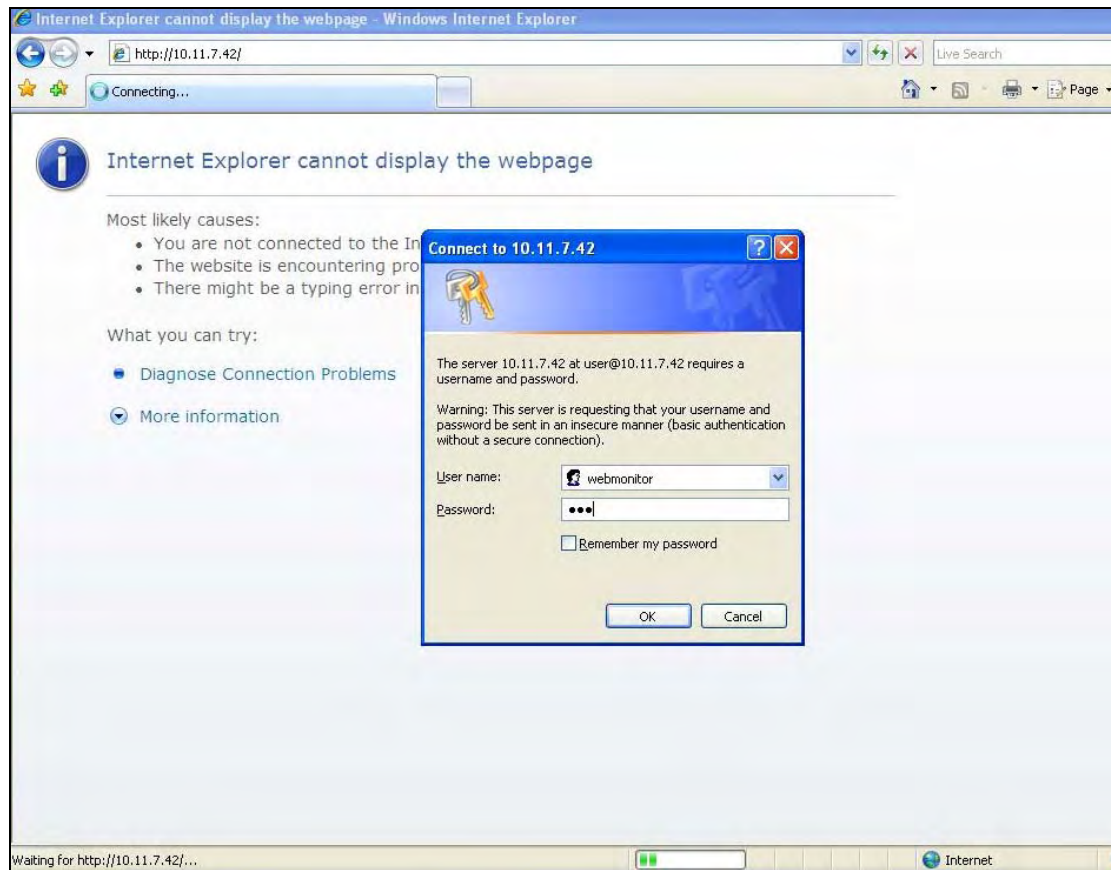 Internet Explorer cannot display the webpage - Windows Internet Explorer
http://10.11.7.42/
Live Search
Connecting...
Page
Internet Explorer cannot display the webpage
Most likely causes:
You are not connected to the In
The website is encountering pro
There might be a typing error in
What you can try:
Diagnose Connection Problems
More information
Connect to 10.11.7.42
The server 10.11.7.42 at user@10.11.7.42 requires a
username and password.
Warning: This server is requesting that your username and
password be sent in an insecure manner (basic authentication
without a secure connection).
User name:
webmonitor
Password:
•••
Remember my password
OK
Cancel
Waiting for http://10.11.7.42/...
Internet